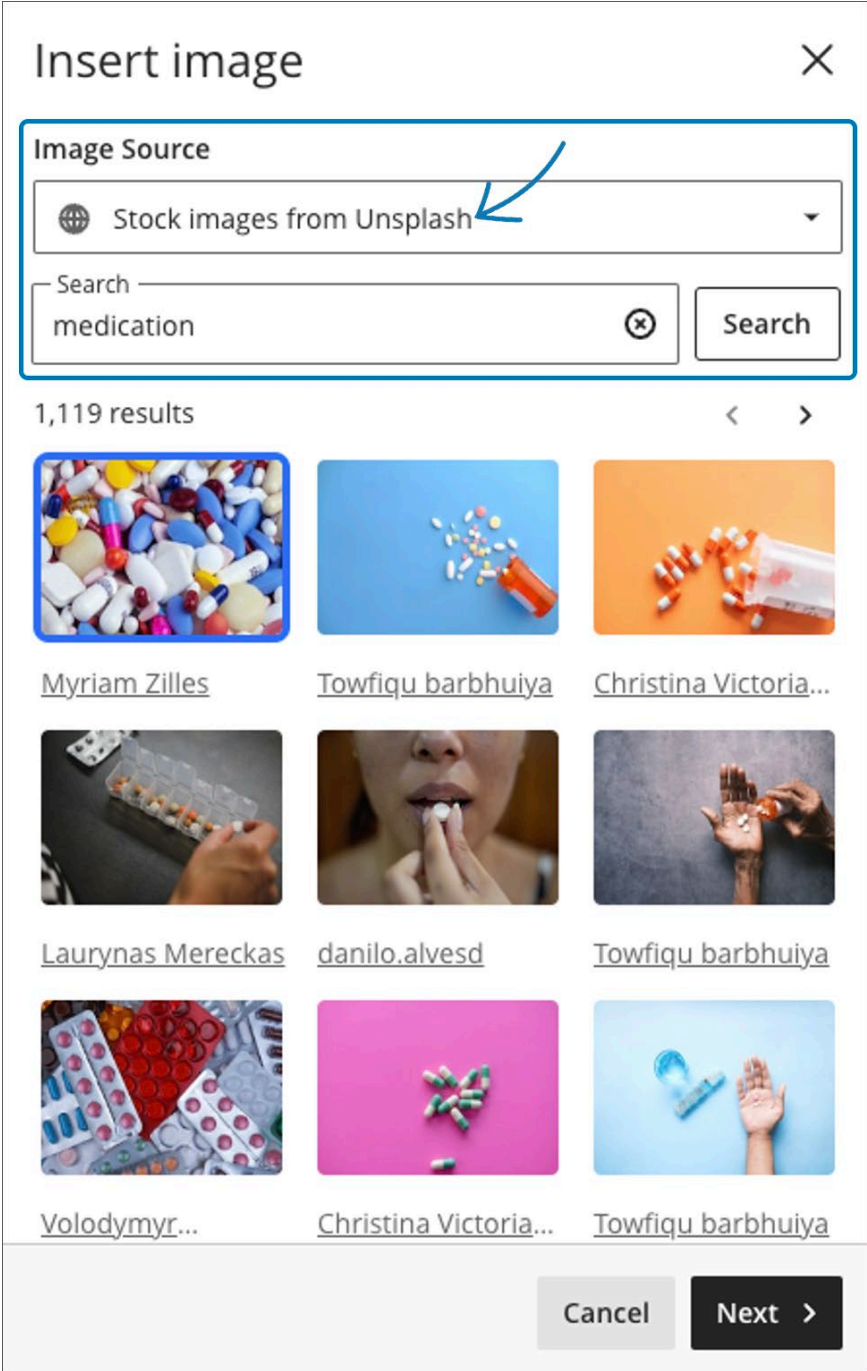 Insert image
Image Source
Stock images from Unsplash
Search
medication
Search
1,119 results
Myriam Zilles
Towfiqu barbhuiya
Christina Victoria...
Laurynas Mereckas
danilo.alvesd
Towfiqu barbhuiya
Volodymyr...
Christina Victoria...
Towfiqu barbhuiya
Cancel
Next